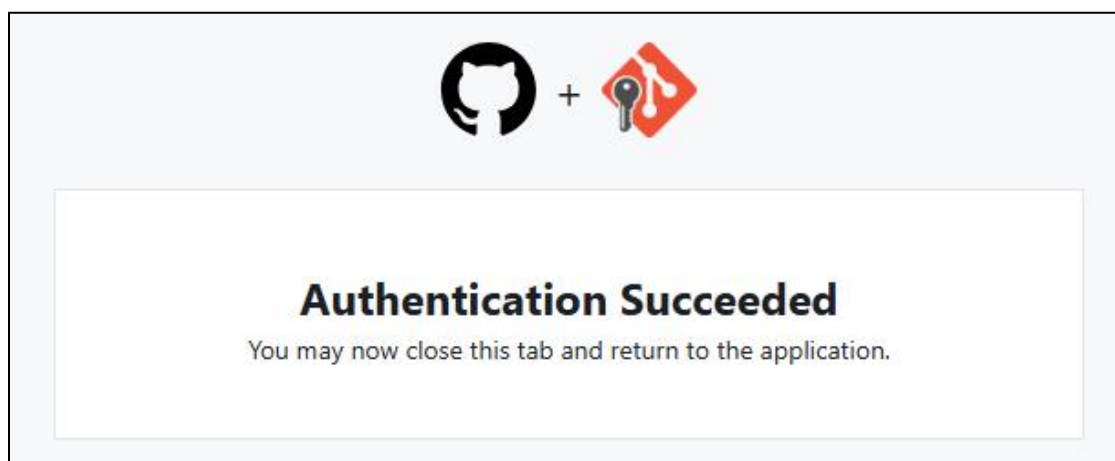 +
Authentication Succeeded
You may now close this tab and return to the application.